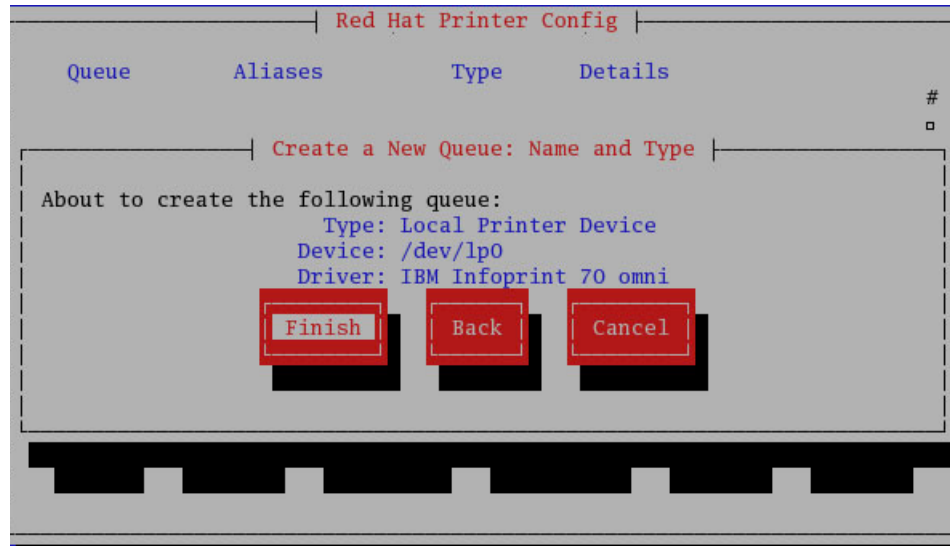 Red Hat Printer Config
Queue Aliases Type Details
#
Create a New Queue: Name and Type
About to create the following queue:
Type: Local Printer Device
Device: /dev/lp0
Driver: IBM Infoprint 70 omni
Finish Back Cancel